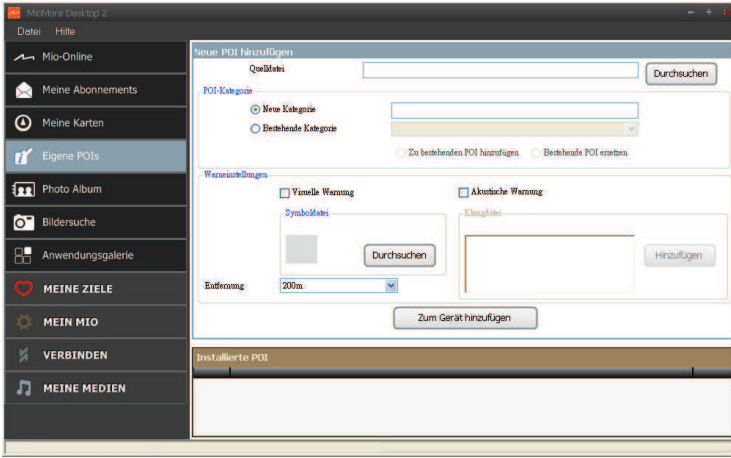 MioMore Desktop 2
Datei Hilfe
Mio-Online
Meine Abonnements
Meine Karten
Eigene POIs
Photo Album
Bildersuche
Anwendungsgalerie
MEINE ZIELE
MEIN MIO
VERBINDEN
MEINE MEDIEN
Neue POI hinzufügen
Quelldatei
Durchsuchen
POI-Kategorie
Neue Kategorie
Bestehende Kategorie
Zu bestehenden POI hinzufügen Bestehende POI ersetzen
Warneinstellungen
Visuelle Warnung Akustische Warnung
Symboldatei Klangdatei
Durchsuchen Hinzufügen
Entfernung 200m
Zum Gerät hinzufügen
Installierte POI